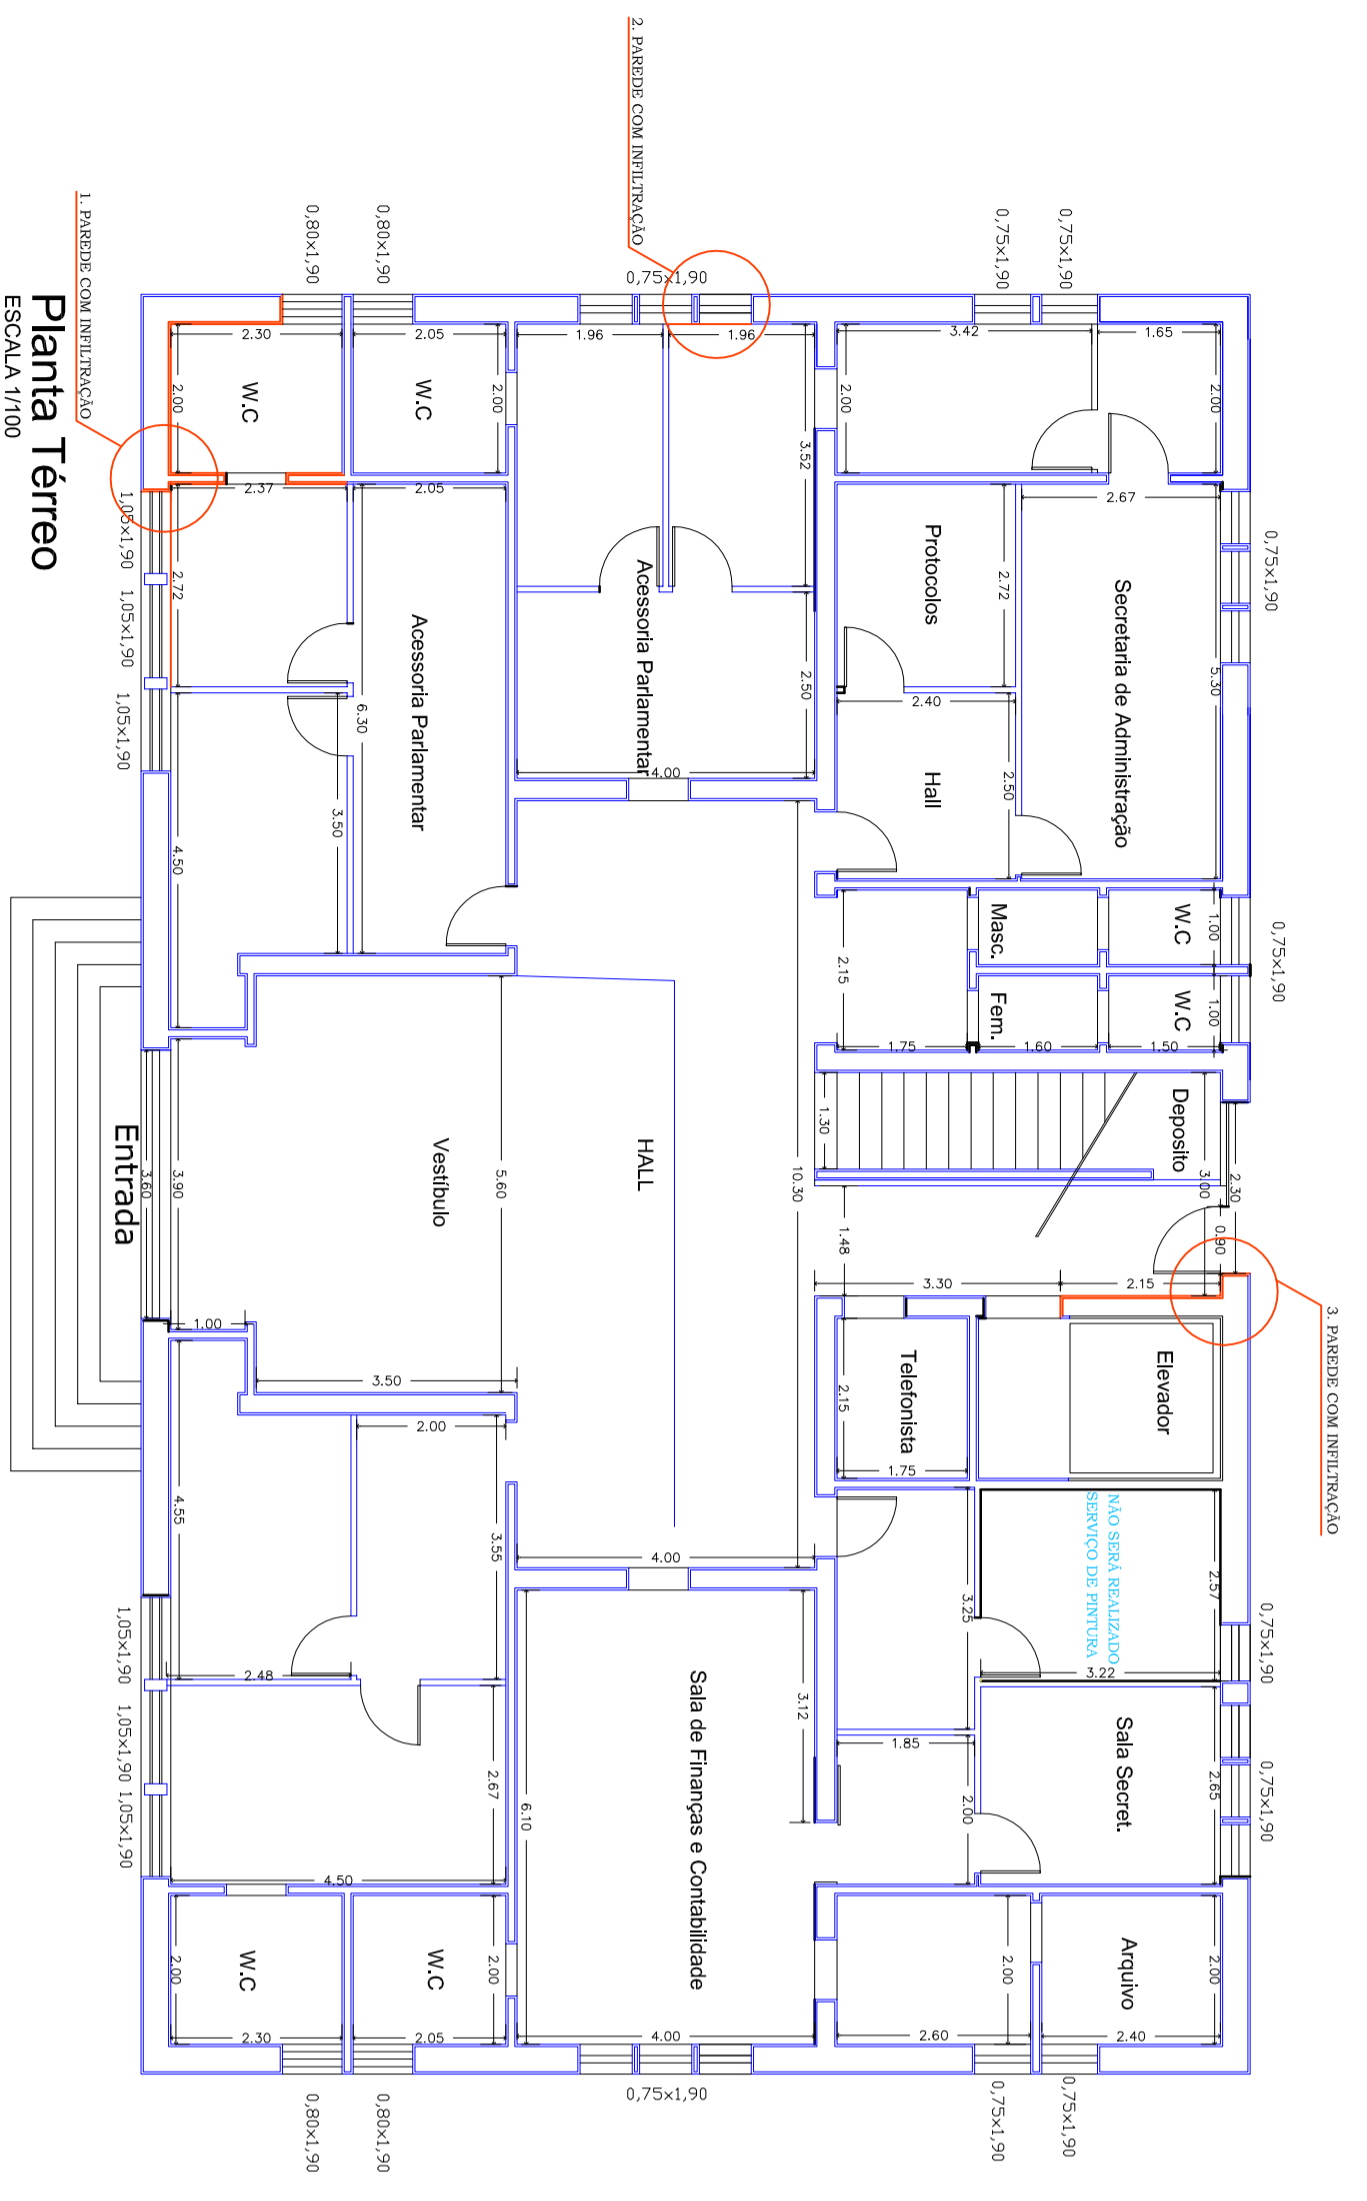 2. PAREDE COM INFILTRAÇÃO
1. PAREDE COM INFILTRAÇÃO
3. PAREDE COM INFILTRAÇÃO
0,75x1,90
0,75x1,90
0,75x1,90
0,75x1,90
0,75x1,90
0,75x1,90
0,80x1,90
0,80x1,90
0,75x1,90
1.65
2.00
3.42
2.00
2.67
5.30
Secretaria de Administração
Protocolos
2.72
2.40
Hall
2.50
W.C
1.00
W.C
1.00
Masc.
Fem.
2.15
1.75
1.60
1.50
Deposito
1.30
3.00
2.30
0.90
1.48
3.30
2.15
Elevador
Telefonista
2.15
1.75
NÃO SERÁ REALIZADO
SERVIÇO DE PINTURA
2.57
3.22
3.25
Sala Secret.
2.65
1.85
2.00
Arquivo
2.00
2.40
2.00
2.60
0,75x1,90
0,75x1,90
0,75x1,90
0,75x1,90
1.96
1.96
3.52
Acessoria Parlamentar
2.50
4.00
10.30
HALL
4.00
3.12
Sala de Finanças e Contabilidade
6.10
4.00
0,75x1,90
2.30
2.00
W.C
2.05
2.00
W.C
2.37
2.72
2.05
Acessoria Parlamentar
6.30
3.50
4.50
5.60
Vestíbulo
3.90
3.60
1.00
3.50
2.00
3.55
4.55
2.48
2.67
4.50
W.C
2.00
2.05
W.C
2.00
2.30
0,80x1,90
0,80x1,90
1,05x1,90
1,05x1,90
1,05x1,90
Entrada
1,05x1,90
1,05x1,90
1,05x1,90
Planta Térreo
ESCALA 1/100